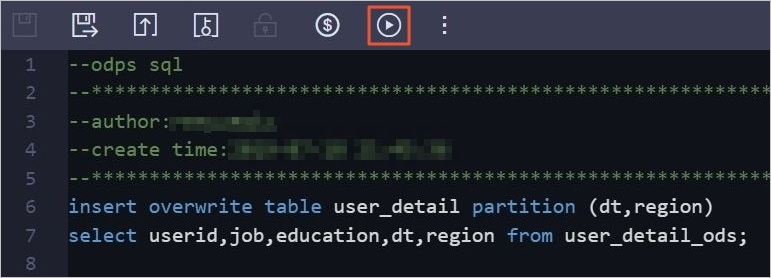 1 --odps sql
2 --*****************************************************
3 --author:
4 --create time:
5 --*****************************************************
6 insert overwrite table user_detail partition (dt,region)
7 select userid,job,education,dt,region from user_detail_ods;
8